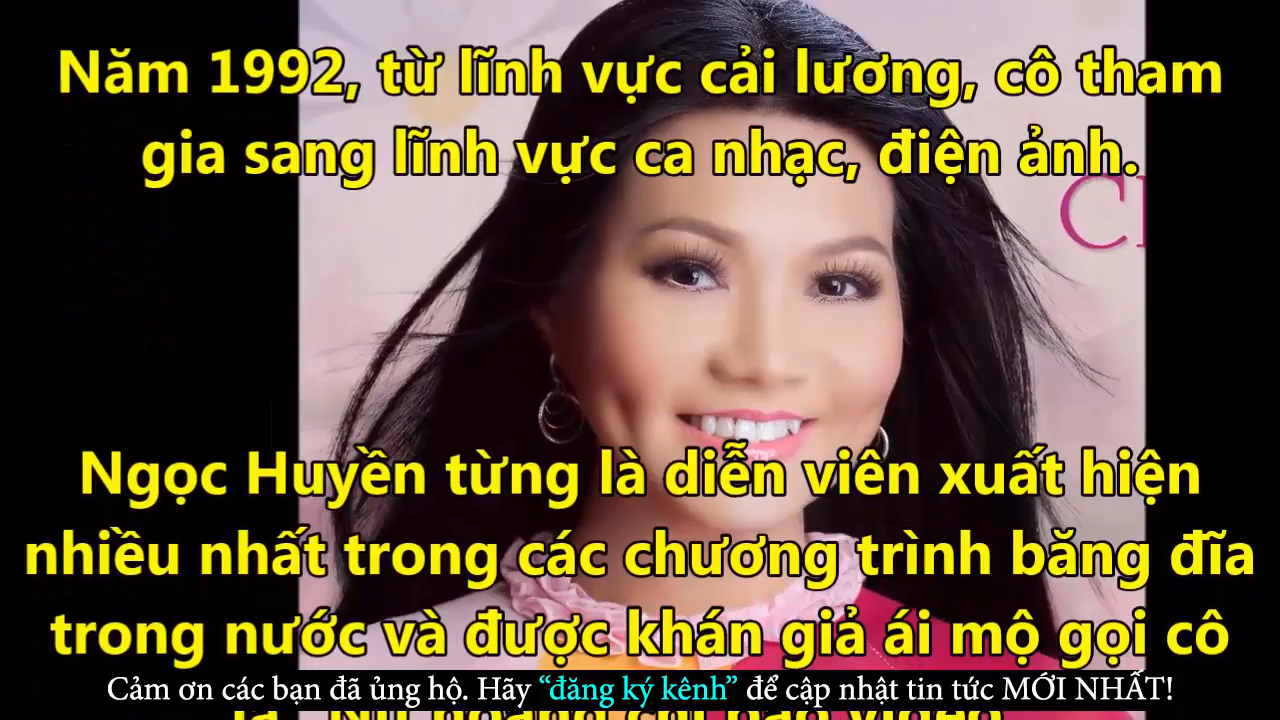 Năm 1992, từ lĩnh vực cải lương, cô tham
gia sang lĩnh vực ca nhạc, điện ảnh.
C
Ngọc Huyền từng là diễn viên xuất hiện
nhiều nhất trong các chương trình băng đĩa
trong nước và được khán giả ái mộ gọi cô
Cảm ơn các bạn đã ủng hộ. Hãy “đăng ký kênh” để cập nhật tin tức MỚI NHẤT!